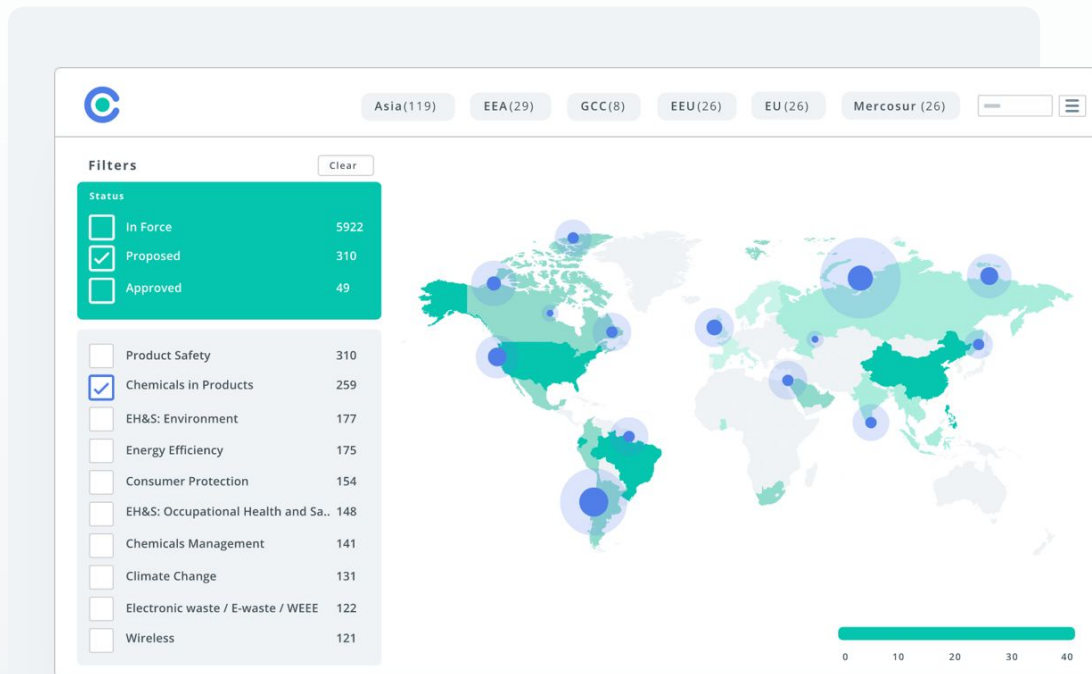 Asia(119) EEA(29) GCC(8) EEU(26) EU(26) Mercosur (26)
Filters Clear
Status
In Force 5922
Proposed 310
Approved 49
Product Safety 310
Chemicals in Products 259
EH&S: Environment 177
Energy Efficiency 175
Consumer Protection 154
EH&S: Occupational Health and Sa.. 148
Chemicals Management 141
Climate Change 131
Electronic waste / E-waste / WEEE 122
Wireless 121
0 10 20 30 40